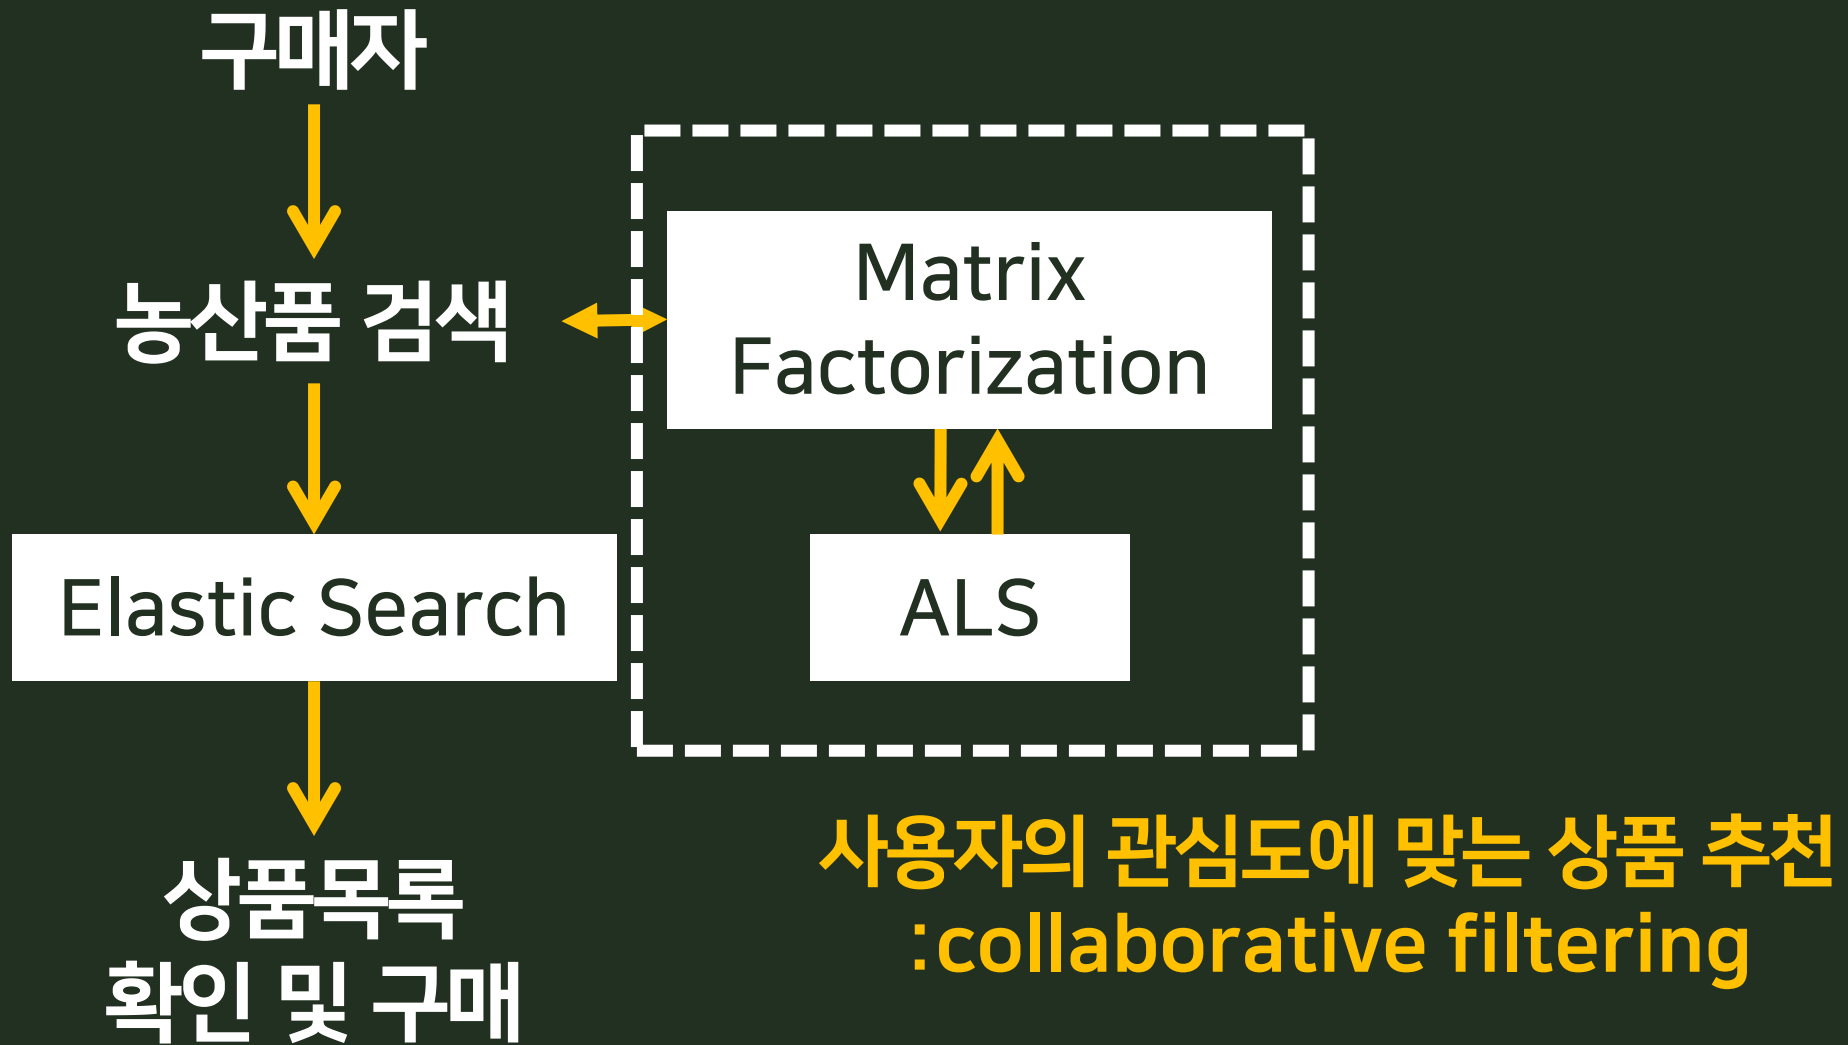 구매자
농산품 검색
Elastic Search
상품목록
확인 및 구매
Matrix
Factorization
ALS
사용자의 관심도에 맞는 상품 추천
:collaborative filtering